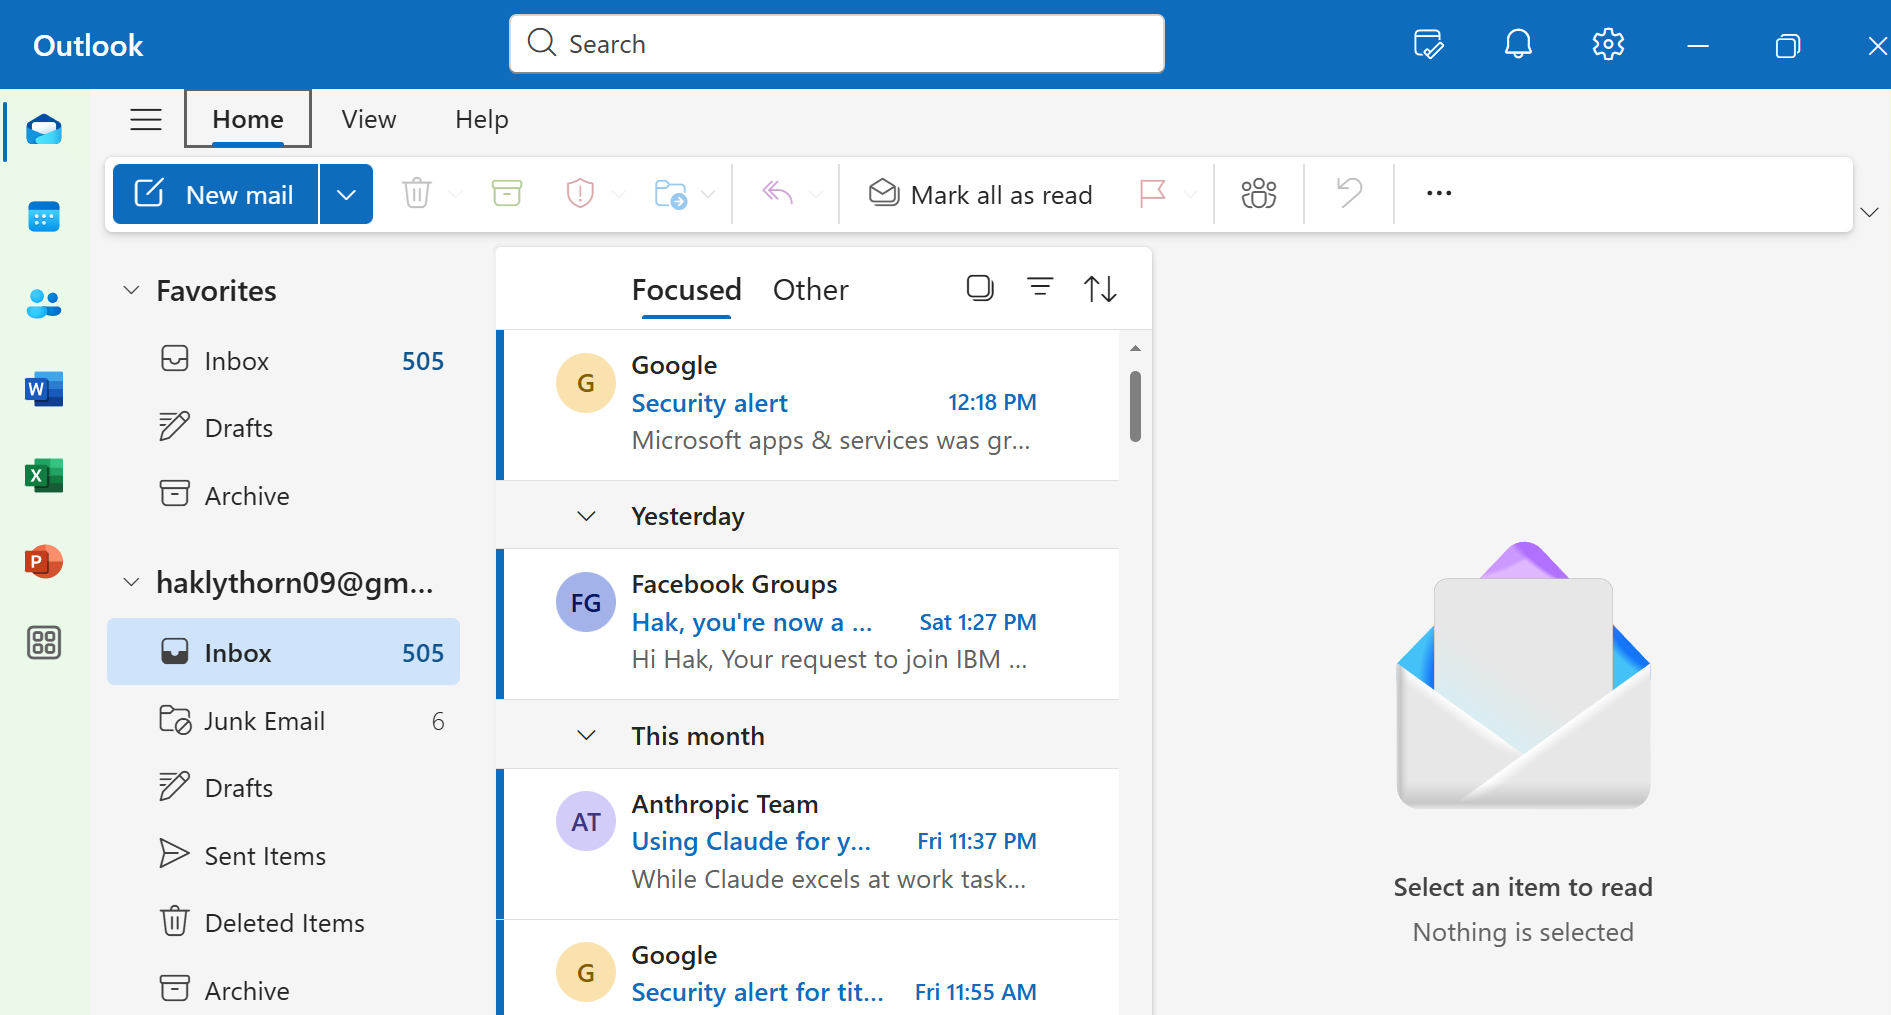 Outlook
Search
Home View Help
New mail
Mark all as read
Favorites
Inbox 505
Drafts
Archive
haklythorn09@gm...
Inbox 505
Junk Email 6
Drafts
Sent Items
Deleted Items
Archive
Focused Other
G
Google
Security alert 12:18 PM
Microsoft apps & services was gr...
Yesterday
FG
Facebook Groups
Hak, you're now a ... Sat 1:27 PM
Hi Hak, Your request to join IBM ...
This month
AT
Anthropic Team
Using Claude for y... Fri 11:37 PM
While Claude excels at work task...
G
Google
Security alert for tit... Fri 11:55 AM
Select an item to read
Nothing is selected
W
X
P